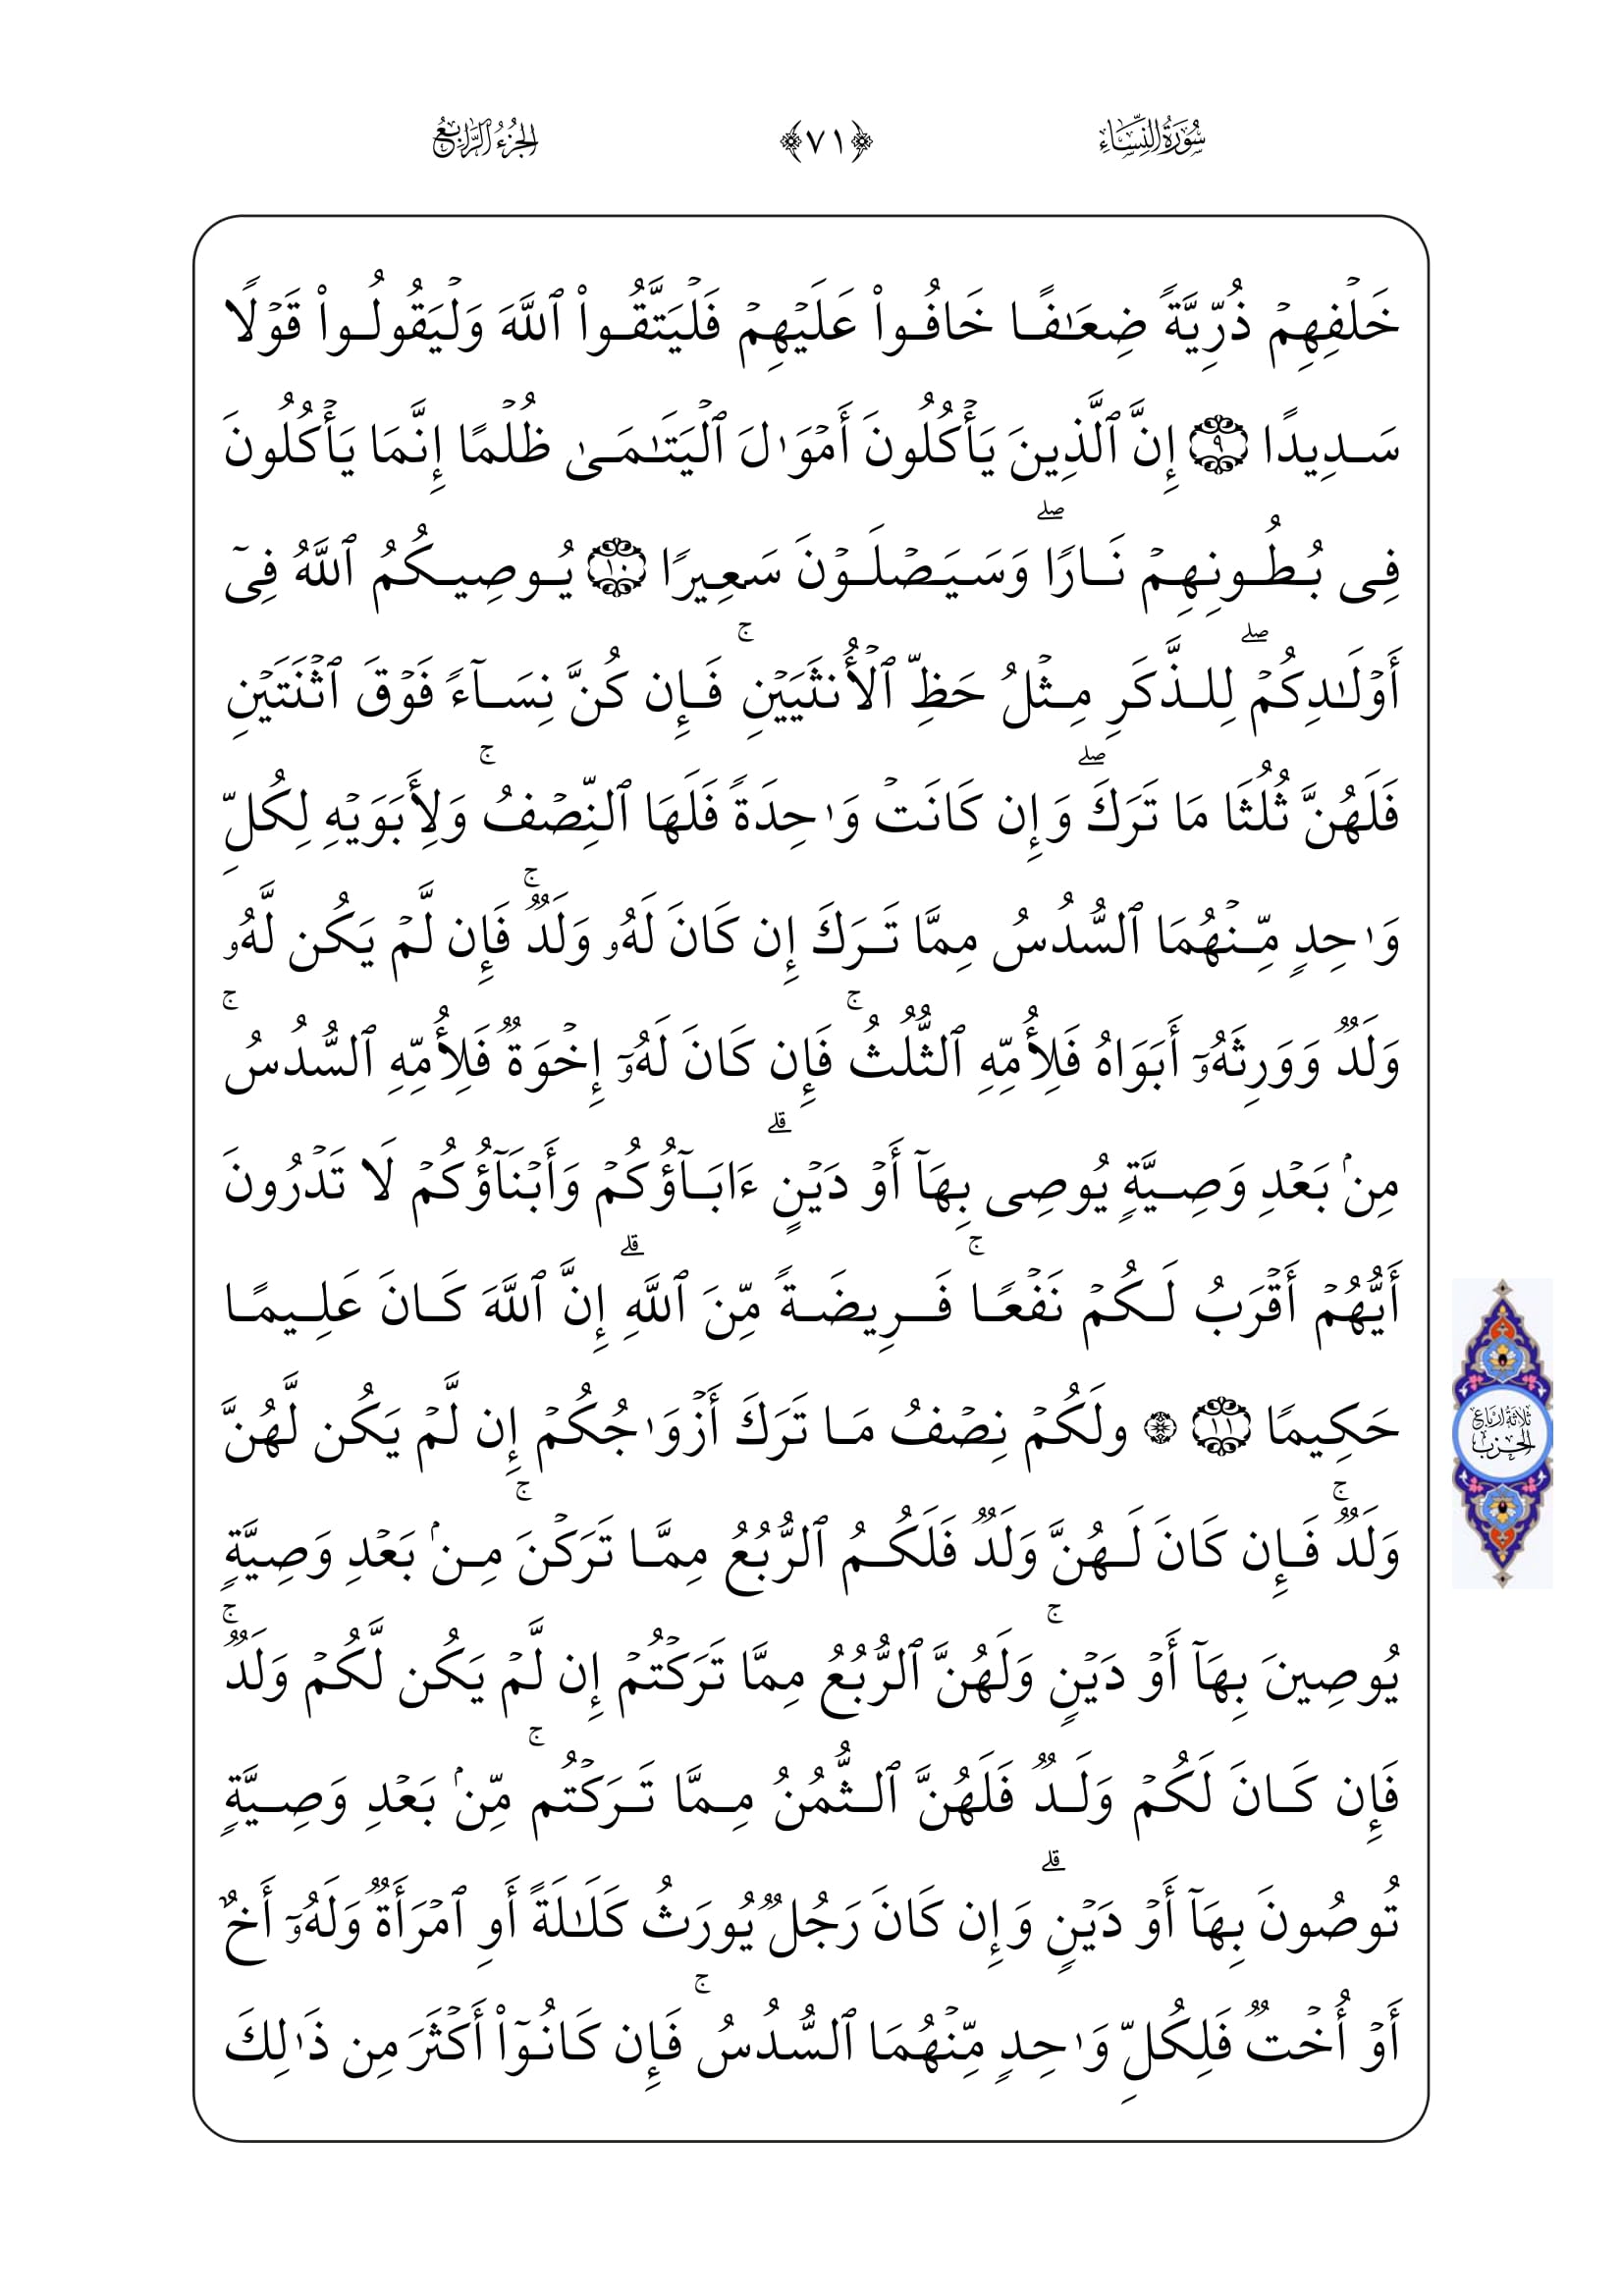 سُورَةُ النِّسَاءِ ﴿٧١﴾ الجُزْءُ الرَّابِعُ
خَلۡفِهِمۡ ذُرِّيَّةٗ ضِعَٰفًا خَافُواْ عَلَيۡهِمۡ فَلۡيَتَّقُواْ ٱللَّهَ وَلۡيَقُولُواْ قَوۡلٗا
سَدِيدًا ٩ إِنَّ ٱلَّذِينَ يَأۡكُلُونَ أَمۡوَٰلَ ٱلۡيَتَٰمَىٰ ظُلۡمًا إِنَّمَا يَأۡكُلُونَ
فِي بُطُونِهِمۡ نَارٗاۖ وَسَيَصۡلَوۡنَ سَعِيرٗا ١٠ يُوصِيكُمُ ٱللَّهُ فِيٓ
أَوۡلَٰدِكُمۡۖ لِلذَّكَرِ مِثۡلُ حَظِّ ٱلۡأُنثَيَيۡنِۚ فَإِن كُنَّ نِسَآءٗ فَوۡقَ ٱثۡنَتَيۡنِ
فَلَهُنَّ ثُلُثَا مَا تَرَكَۖ وَإِن كَانَتۡ وَٰحِدَةٗ فَلَهَا ٱلنِّصۡفُۚ وَلِأَبَوَيۡهِ لِكُلِّ
وَٰحِدٖ مِّنۡهُمَا ٱلسُّدُسُ مِمَّا تَرَكَ إِن كَانَ لَهُۥ وَلَدٞۚ فَإِن لَّمۡ يَكُن لَّهُۥ
وَلَدٞ وَوَرِثَهُۥٓ أَبَوَاهُ فَلِأُمِّهِ ٱلثُّلُثُۚ فَإِن كَانَ لَهُۥٓ إِخۡوَةٞ فَلِأُمِّهِ ٱلسُّدُسُۚ
مِنۢ بَعۡدِ وَصِيَّةٖ يُوصِي بِهَآ أَوۡ دَيۡنٍۗ ءَابَآؤُكُمۡ وَأَبۡنَآؤُكُمۡ لَا تَدۡرُونَ
أَيُّهُمۡ أَقۡرَبُ لَكُمۡ نَفۡعٗاۚ فَرِيضَةٗ مِّنَ ٱللَّهِۗ إِنَّ ٱللَّهَ كَانَ عَلِيمًا
حَكِيمٗا ١١ ۞ ولَكُمۡ نِصۡفُ مَا تَرَكَ أَزۡوَٰجُكُمۡ إِن لَّمۡ يَكُن لَّهُنَّ
ثلاثة ارباع
الحزب
وَلَدٞۚ فَإِن كَانَ لَهُنَّ وَلَدٞ فَلَكُمُ ٱلرُّبُعُ مِمَّا تَرَكۡنَۚ مِنۢ بَعۡدِ وَصِيَّةٖ
يُوصِينَ بِهَآ أَوۡ دَيۡنٖۚ وَلَهُنَّ ٱلرُّبُعُ مِمَّا تَرَكۡتُمۡ إِن لَّمۡ يَكُن لَّكُمۡ وَلَدٞۚ
فَإِن كَانَ لَكُمۡ وَلَدٞ فَلَهُنَّ ٱلثُّمُنُ مِمَّا تَرَكۡتُمۚ مِّنۢ بَعۡدِ وَصِيَّةٖ
تُوصُونَ بِهَآ أَوۡ دَيۡنٖۗ وَإِن كَانَ رَجُلٞ يُورَثُ كَلَٰلَةً أَوِ ٱمۡرَأَةٞ وَلَهُۥٓ أَخٌ
أَوۡ أُخۡتٞ فَلِكُلِّ وَٰحِدٖ مِّنۡهُمَا ٱلسُّدُسُۚ فَإِن كَانُوٓاْ أَكۡثَرَ مِن ذَٰلِكَ